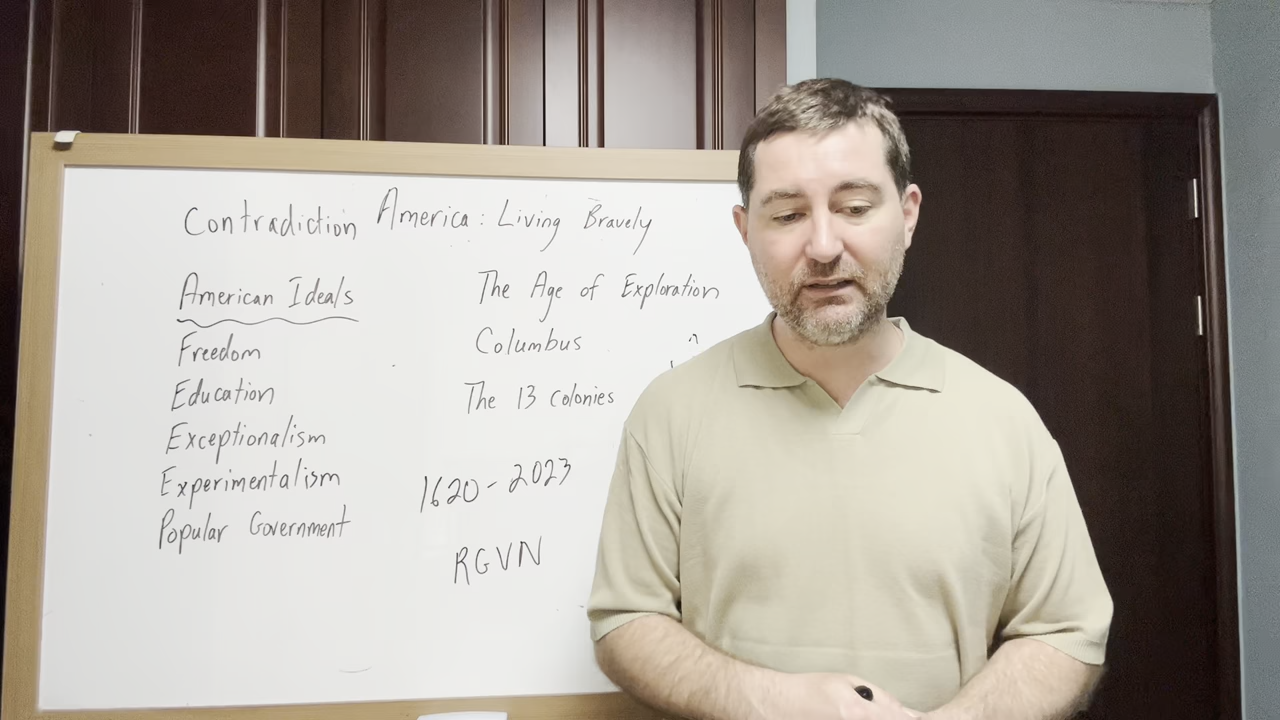 Contradiction America: Living Bravely
American Ideals
Freedom
Education
Exceptionalism
Experimentalism
Popular Government
The Age of Exploration
Columbus
The 13 colonies
1620-2023
RGVN